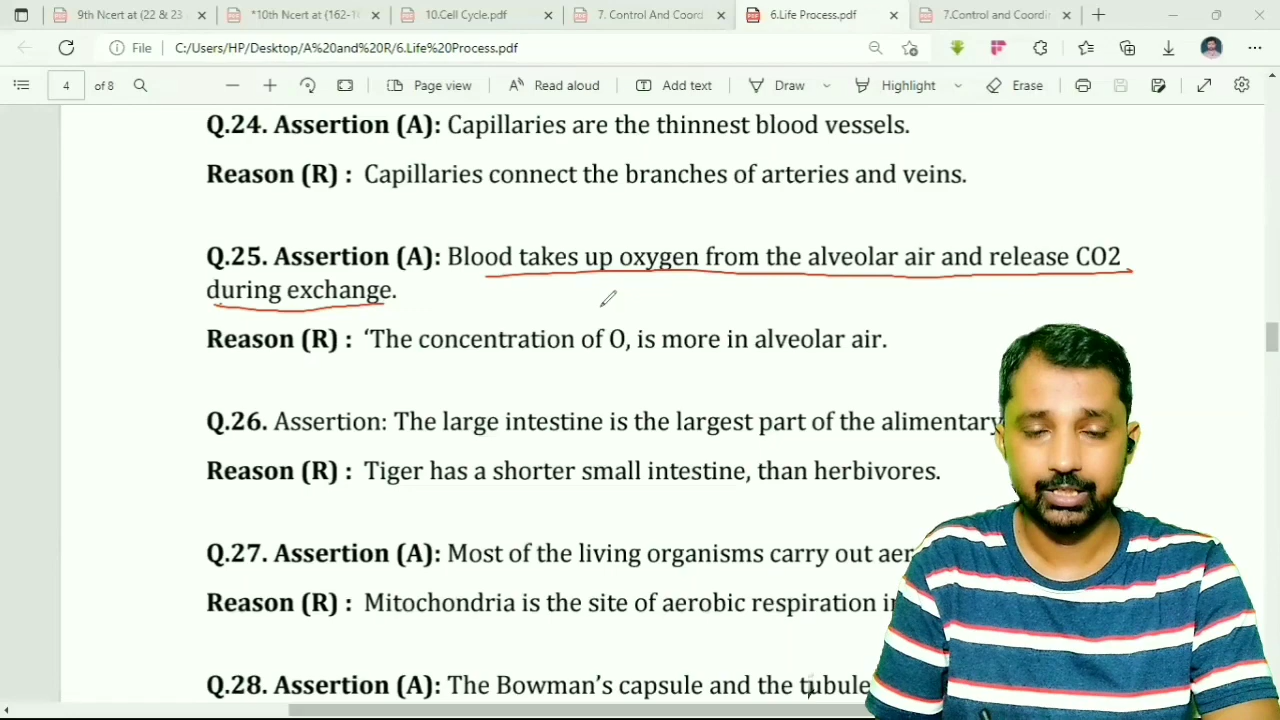 9th Ncert at (22 & 23
*10th Ncert at (162-1
10.Cell Cycle.pdf
7. Control And Coord
6.Life Process.pdf
7.Control and Coordi
File
C:/Users/HP/Desktop/A%20and%20R/6.Life%20Process.pdf
4 of 8
Page view
Read aloud
Add text
Draw
Highlight
Erase
Q.24. Assertion (A): Capillaries are the thinnest blood vessels.
Reason (R) : Capillaries connect the branches of arteries and veins.
Q.25. Assertion (A): Blood takes up oxygen from the alveolar air and release CO2
during exchange.
Reason (R) : ‘The concentration of O, is more in alveolar air.
Q.26. Assertion: The large intestine is the largest part of the alimentary
Reason (R) : Tiger has a shorter small intestine, than herbivores.
Q.27. Assertion (A): Most of the living organisms carry out aer
Reason (R) : Mitochondria is the site of aerobic respiration i
Q.28. Assertion (A): The Bowman’s capsule and the tubule